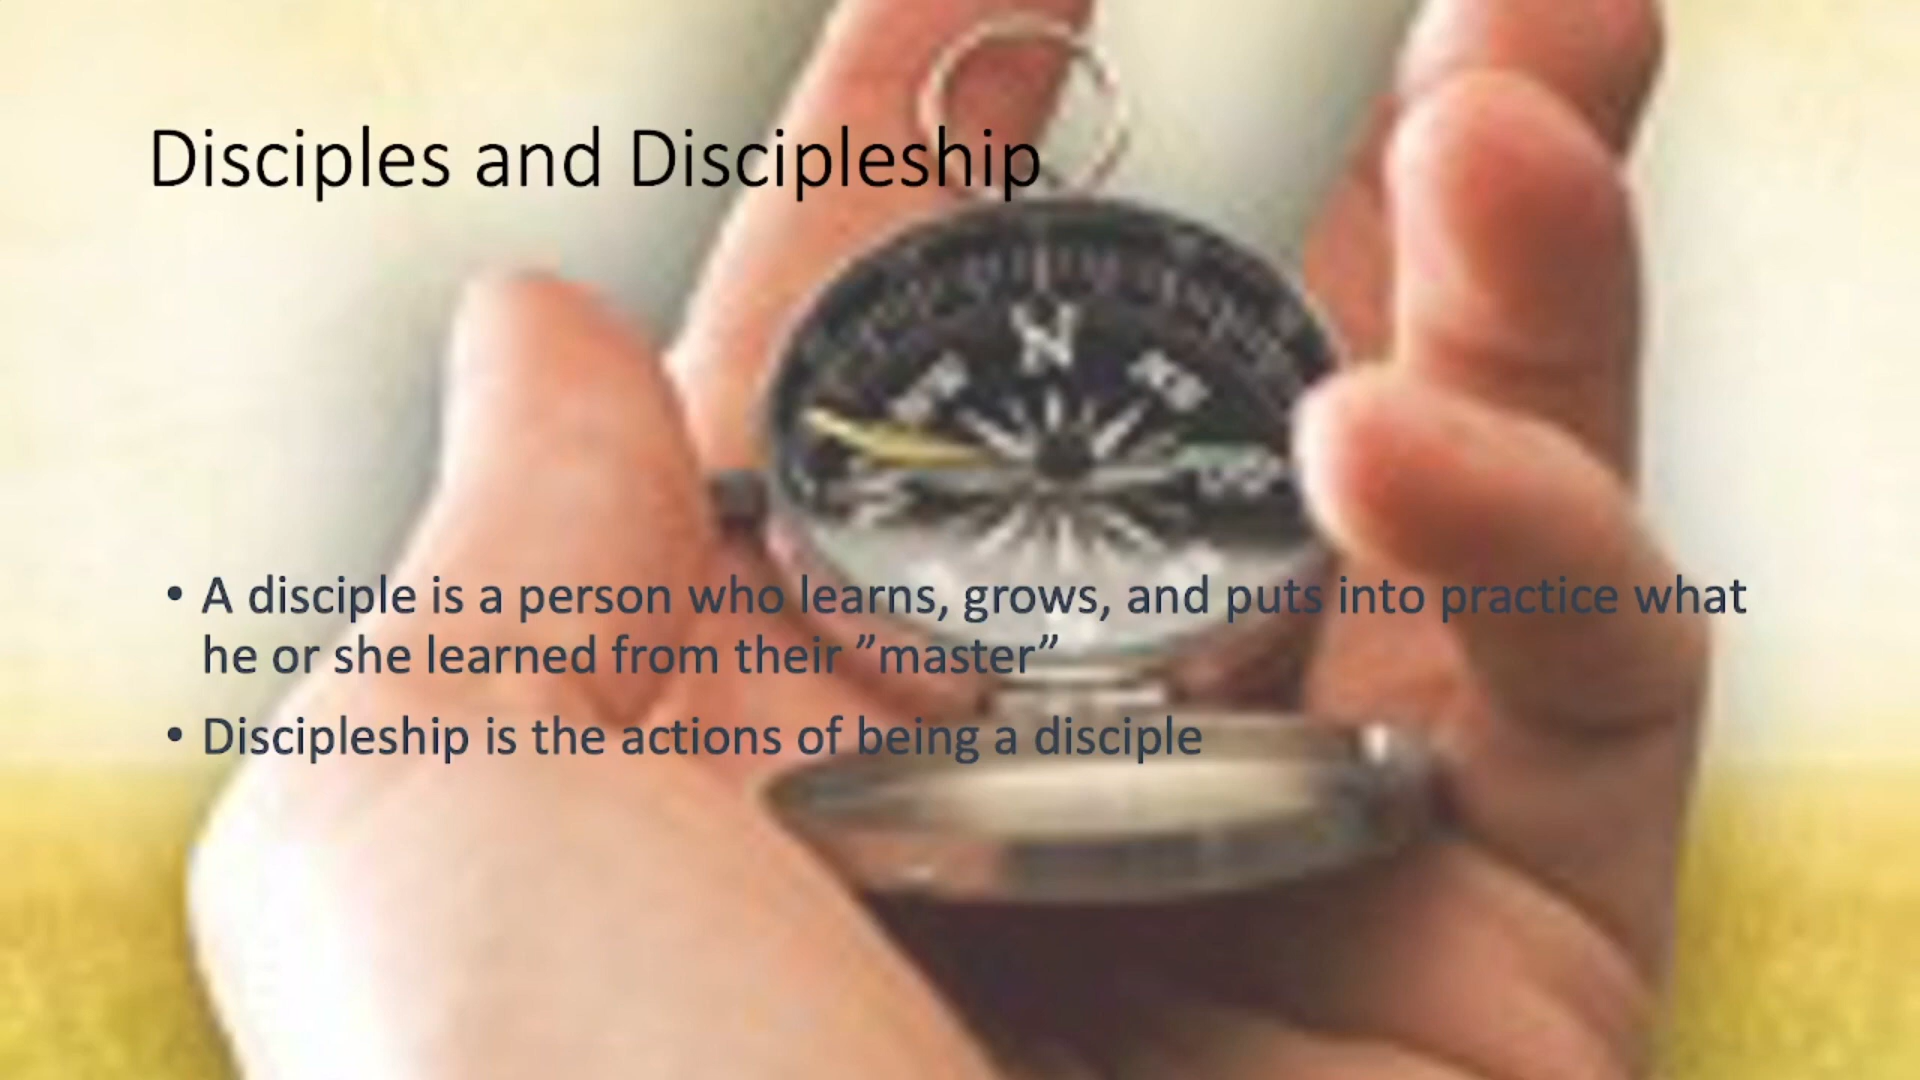 Disciples and Discipleship
N
• A disciple is a person who learns, grows, and puts into practice what
he or she learned from their ”master”
• Discipleship is the actions of being a disciple